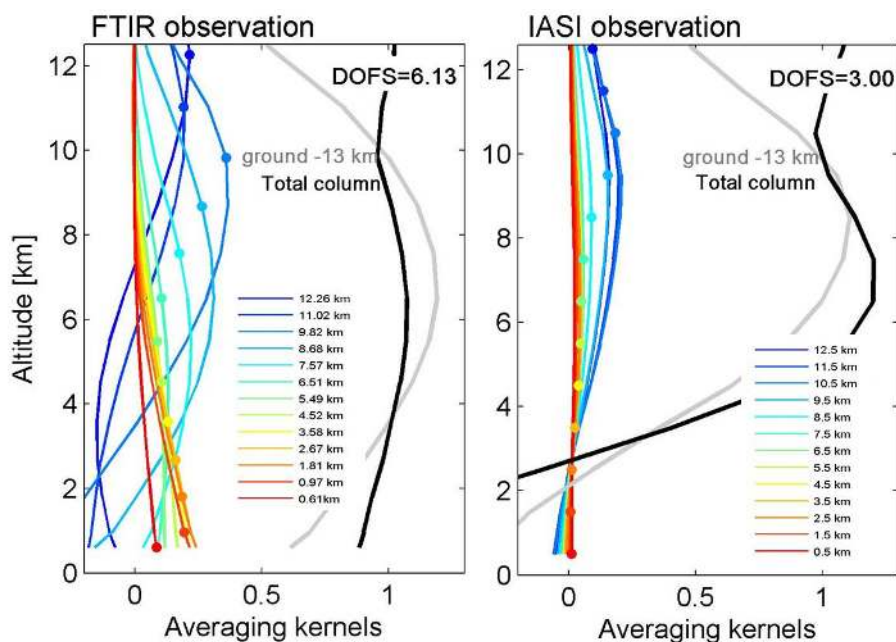 FTIR observation
12
10
8
6
4
2
0
Altitude [km]
DOFS=6.13
ground -13 km
Total column
12.26 km
11.02 km
9.82 km
8.68 km
7.57 km
6.51 km
5.49 km
4.52 km
3.58 km
2.67 km
1.81 km
0.97 km
0.61km
0
0.5
1
Averaging kernels
IASI observation
12
10
8
6
4
2
0
DOFS=3.00
ground -13 km
Total column
12.5 km
11.5 km
10.5 km
9.5 km
8.5 km
7.5 km
6.5 km
5.5 km
4.5 km
3.5 km
2.5 km
1.5 km
0.5 km
0
0.5
1
Averaging kernels